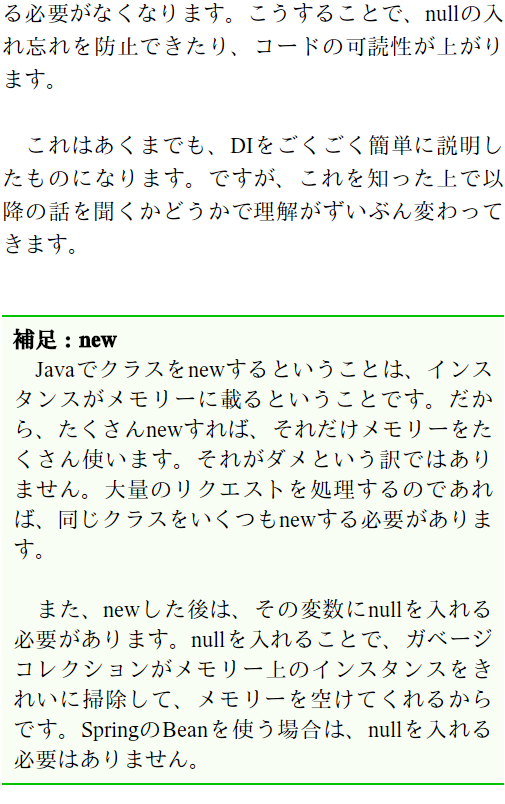 る必要がなくなります。こうすることで、nullの入
れ忘れを防止できたり、コードの可読性が上がり
ます。
　これはあくまでも、DIをごくごく簡単に説明し
たものになります。ですが、これを知った上で以
降の話を聞くかどうかで理解がずいぶん変わって
きます。
補足：new
　Javaでクラスをnewするということは、インス
タンスがメモリーに載るということです。だか
ら、たくさんnewすれば、それだけメモリーをた
くさん使います。それがダメという訳ではあり
ません。大量のリクエストを処理するのであれ
ば、同じクラスをいくつもnewする必要がありま
す。
　また、newした後は、その変数にnullを入れる
必要があります。nullを入れることで、ガベージ
コレクションがメモリー上のインスタンスをき
れいに掃除して、メモリーを空けてくれるから
です。SpringのBeanを使う場合は、nullを入れる
必要はありません。